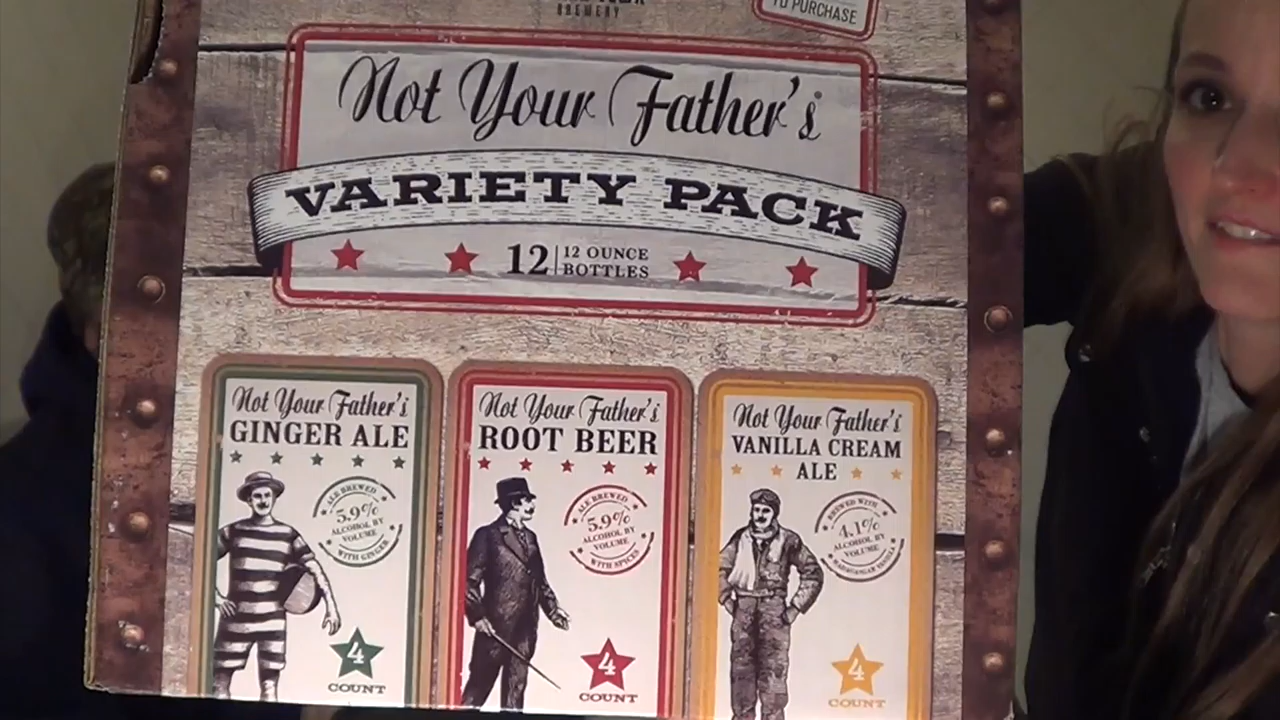 BREWERY
TO PURCHASE
Not Your Father's®
VARIETY PACK
12 | 12 OUNCE
BOTTLES
Not Your Father's
GINGER ALE
ALE BREWED
5.9%
ALCOHOL BY
VOLUME
WITH GINGER
4
COUNT
Not Your Father's
ROOT BEER
ALE BREWED
5.9%
ALCOHOL BY
VOLUME
WITH SPICES
4
COUNT
Not Your Father's
VANILLA CREAM
ALE
BREWED WITH
4.1%
ALCOHOL BY
VOLUME
MADAGASCAR VANILLA
4
COUNT